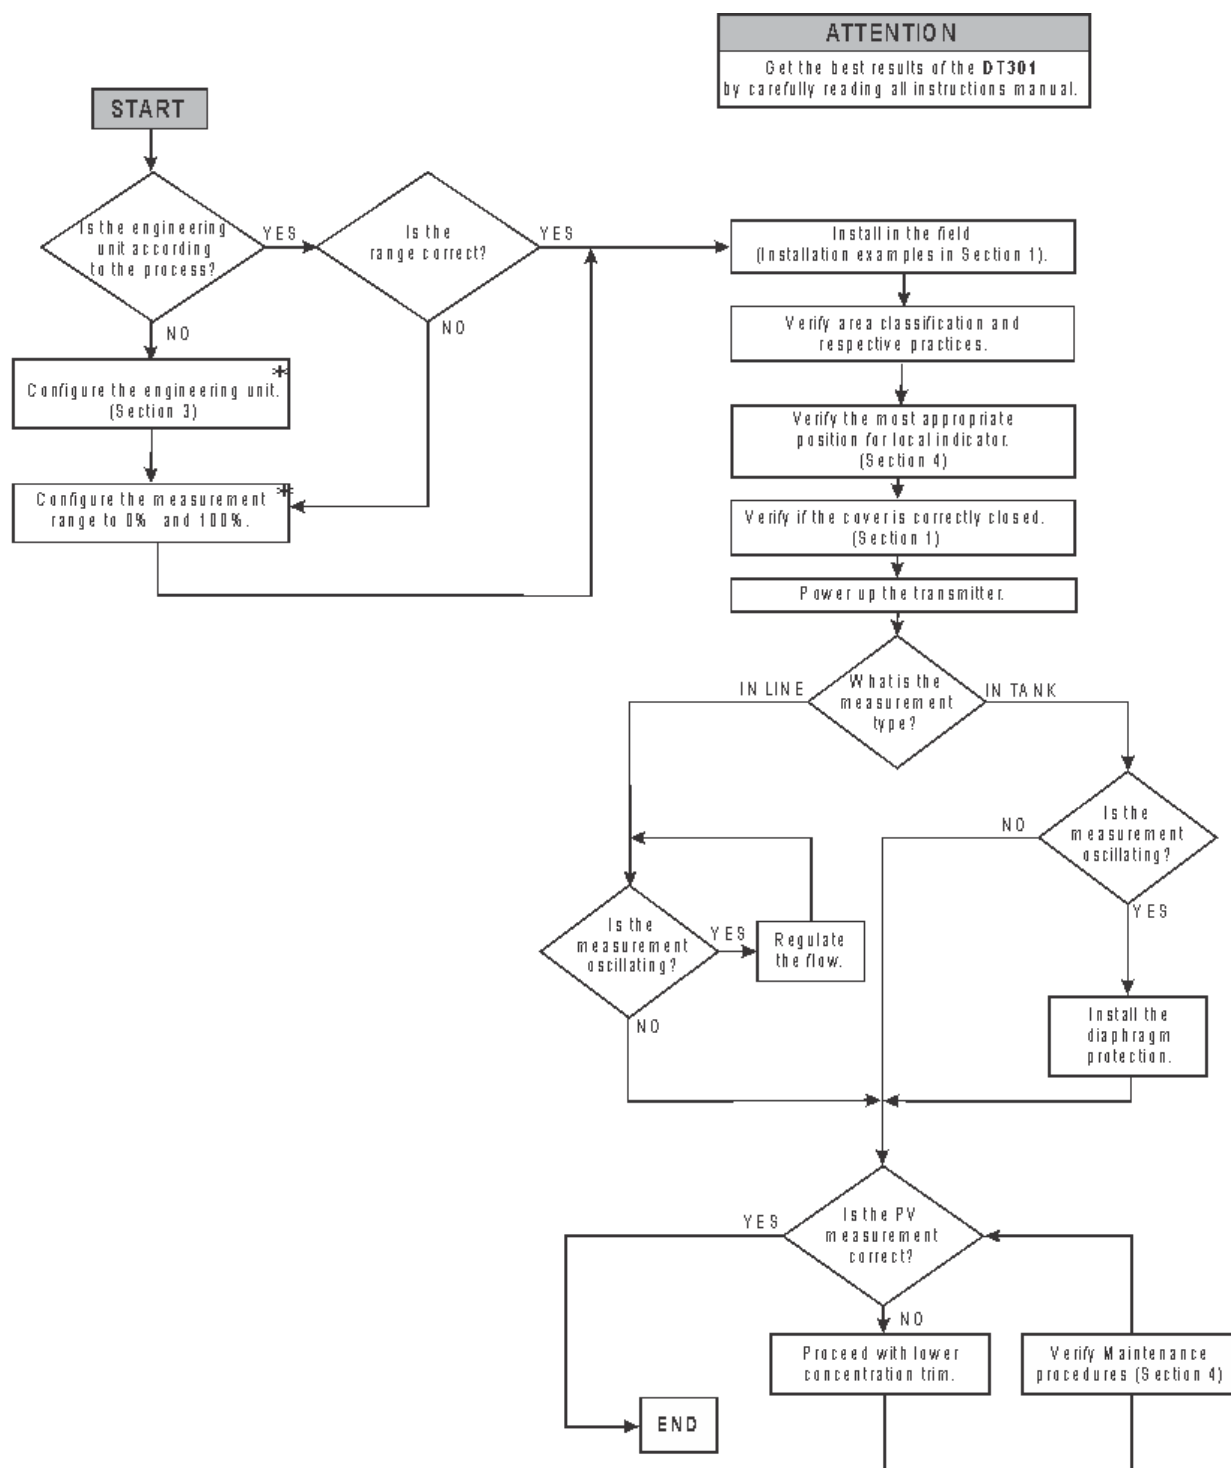 ATTENTION
Get the best results of the DT301
by carefully reading all instructions manual.
START
Is the engineering
unit according
to the process?
YES
Is the
range correct?
YES
Install in the field
(Installation examples in Section 1).
NO
NO
Verify area classification and
respective practices.
*
Configure the engineering unit.
(Section 3)
Verify the most appropriate
position for local indicator.
(Section 4)
*
Configure the measurement
range to 0% and 100%.
Verify if the cover is correctly closed.
(Section 1)
Power up the transmitter.
IN LINE
What is the
measurement
type?
IN TANK
NO
Is the
measurement
oscillating?
YES
Is the
measurement
oscillating?
YES
Regulate
the flow.
NO
Install the
diaphragm
protection.
YES
Is the PV
measurement
correct?
NO
Proceed with lower
concentration trim.
Verify Maintenance
procedures (Section 4)
END